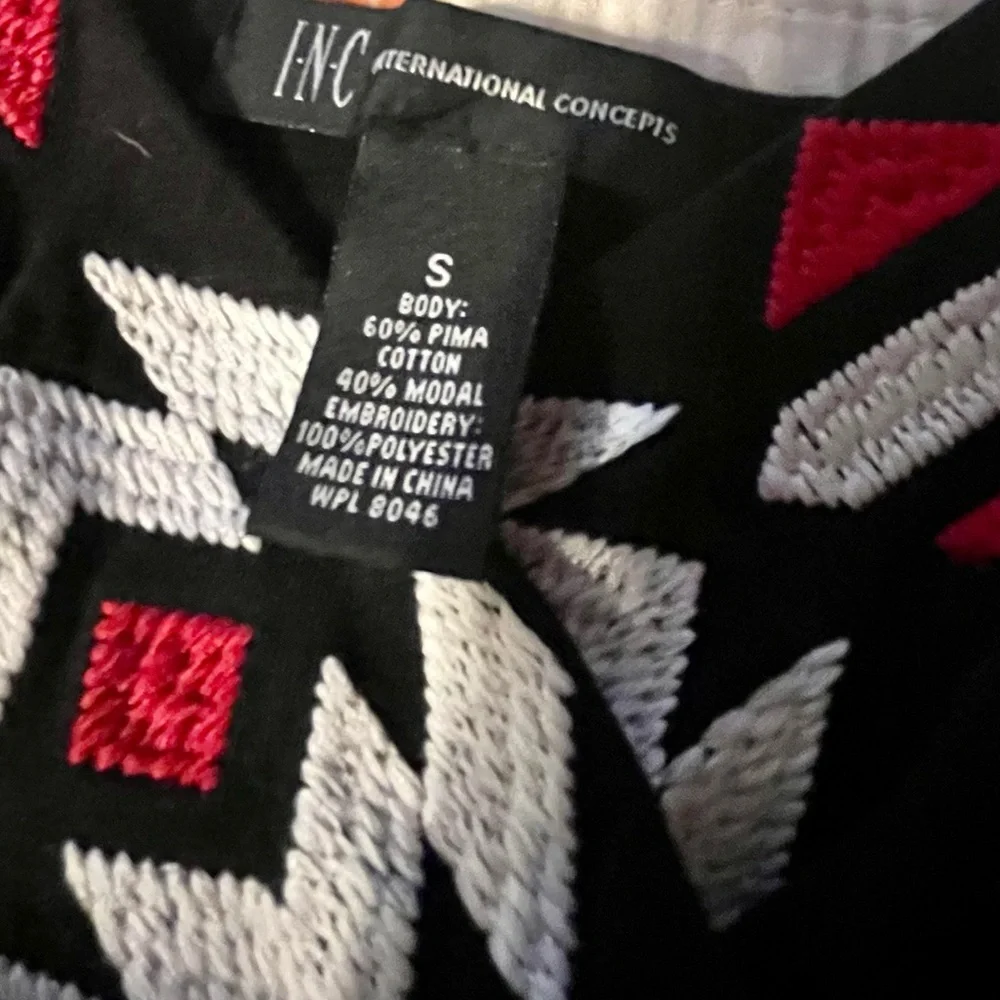 I·N·C INTERNATIONAL CONCEPTS
S
BODY:
60% PIMA
COTTON
40% MODAL
EMBROIDERY:
100%POLYESTER
MADE IN CHINA
WPL 8046